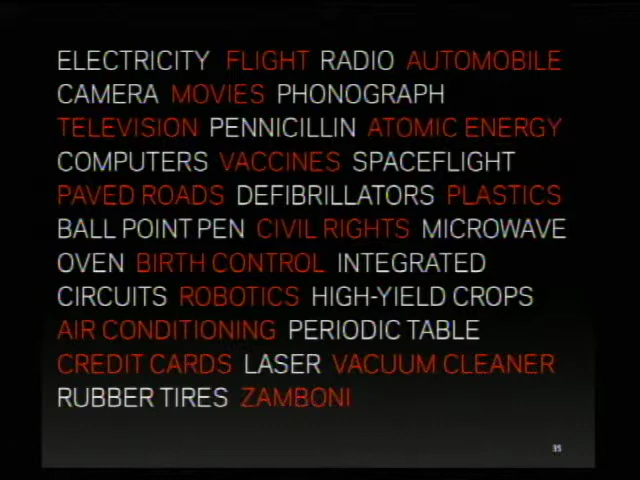 ELECTRICITY FLIGHT RADIO AUTOMOBILE
CAMERA MOVIES PHONOGRAPH
TELEVISION PENNICILLIN ATOMIC ENERGY
COMPUTERS VACCINES SPACEFLIGHT
PAVED ROADS DEFIBRILLATORS PLASTICS
BALL POINT PEN CIVIL RIGHTS MICROWAVE
OVEN BIRTH CONTROL INTEGRATED
CIRCUITS ROBOTICS HIGH-YIELD CROPS
AIR CONDITIONING PERIODIC TABLE
CREDIT CARDS LASER VACUUM CLEANER
RUBBER TIRES ZAMBONI
35